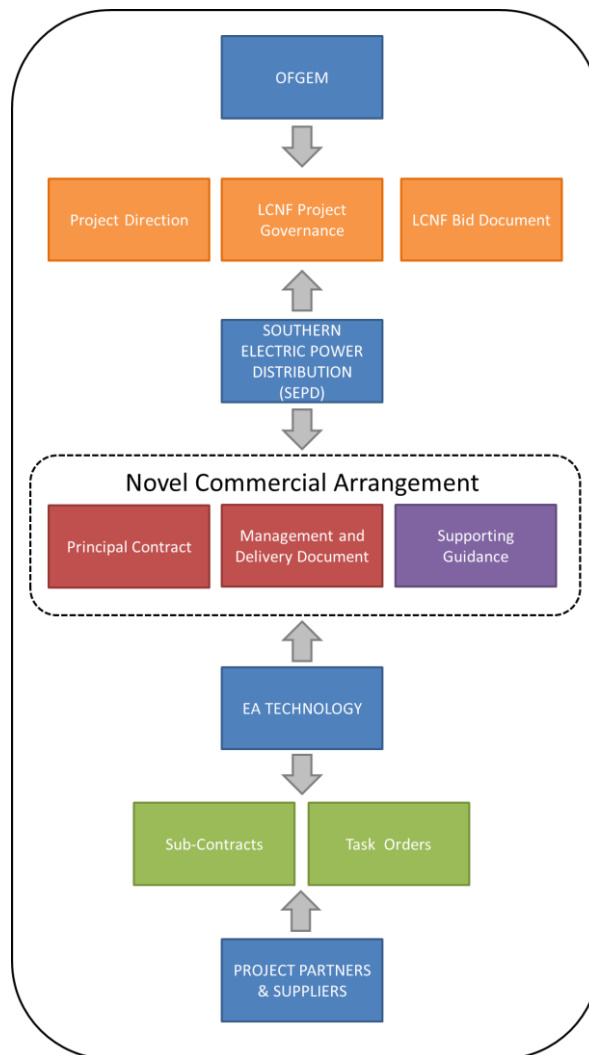 OFGEM
Project Direction
LCNF Project
Governance
LCNF Bid Document
SOUTHERN
ELECTRIC POWER
DISTRIBUTION
(SEPD)
Novel Commercial Arrangement
Principal Contract
Management and
Delivery Document
Supporting
Guidance
EA TECHNOLOGY
Sub-Contracts
Task Orders
PROJECT PARTNERS
& SUPPLIERS